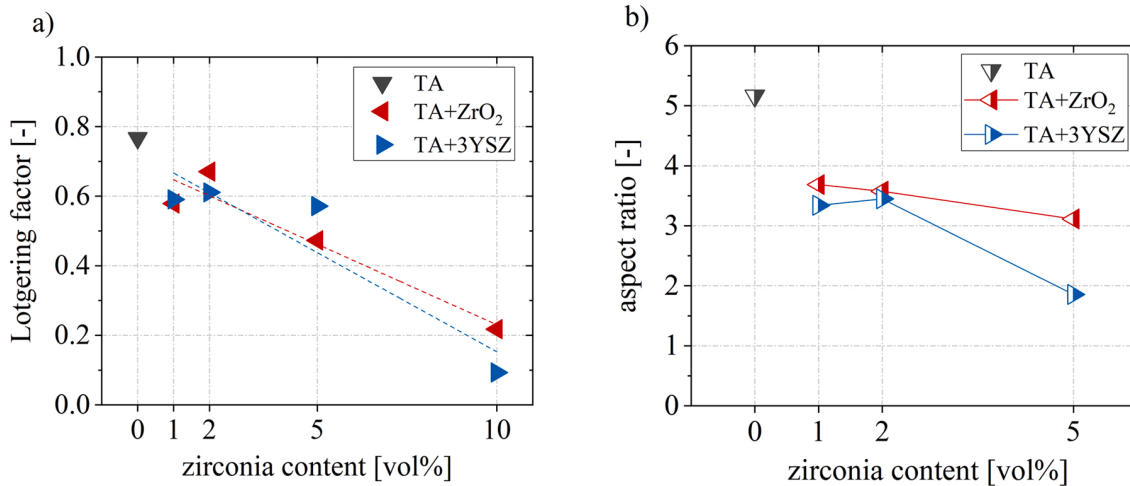 a)
1.0
0.8
0.6
0.4
0.2
0.0
Lotgering factor [-]
TA
TA+ZrO₂
TA+3YSZ
0 1 2 5 10
zirconia content [vol%]
b)
6
5
4
3
2
1
0
aspect ratio [-]
TA
TA+ZrO₂
TA+3YSZ
0 1 2 5
zirconia content [vol%]